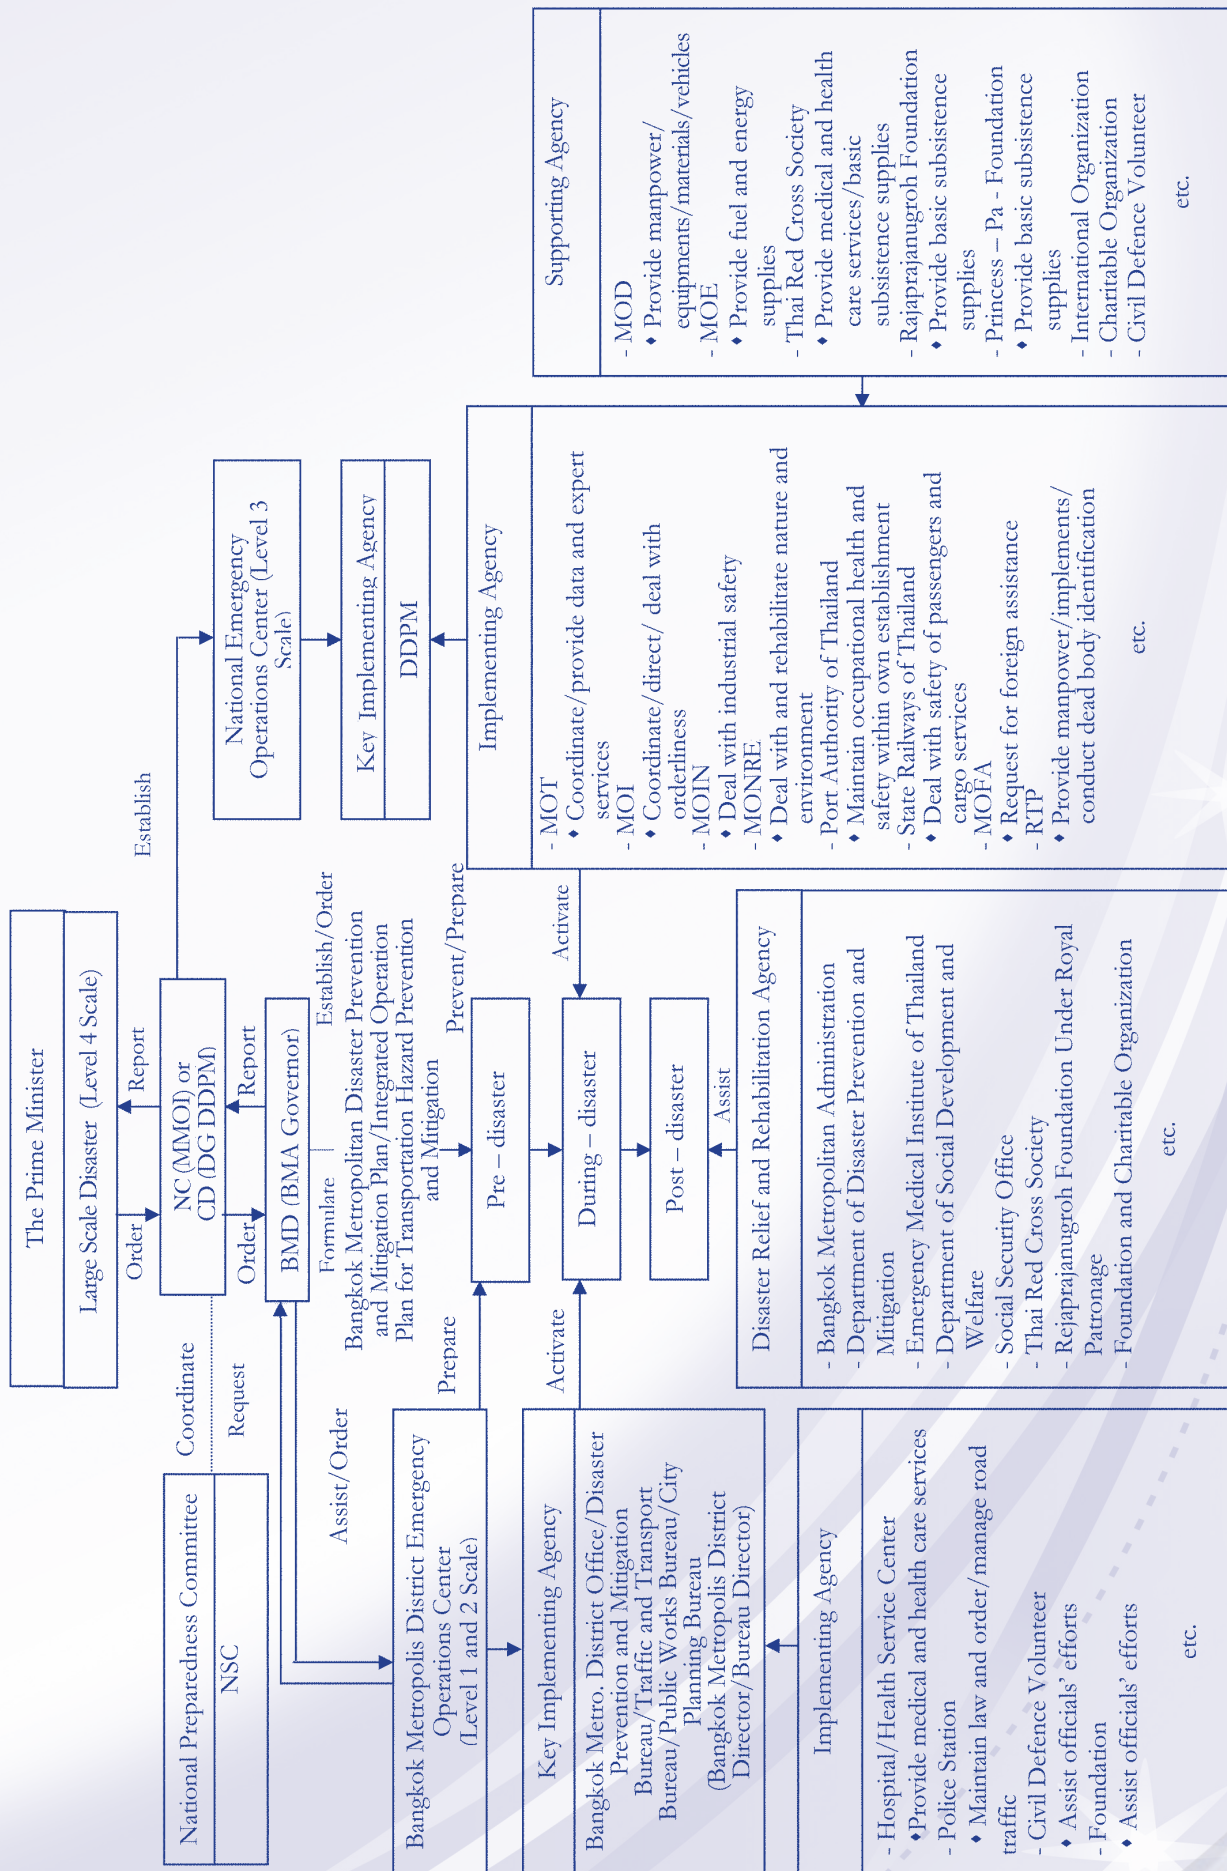 The Prime Minister
Large Scale Disaster (Level 4 Scale)
Order
Report
National Preparedness Committee
NSC
Coordinate
Request
NC (MMOI) or
CD (DG DDPM)
Establish
Order
Report
BMD (BMA Governor)
National Emergency
Operations Center (Level 3
Scale)
Assist/Order
Formulate
Establish/Order
Bangkok Metropolitan Disaster Prevention
and Mitigation Plan/Integrated Operation
Plan for Transportation Hazard Prevention
and Mitigation
Key Implementing Agency
DDPM
Bangkok Metropolis District Emergency
Operations Center
(Level 1 and 2 Scale)
Prepare
Prevent/Prepare
Pre – disaster
Key Implementing Agency
Bangkok Metro. District Office/Disaster
Prevention and Mitigation
Bureau/Traffic and Transport
Bureau/Public Works Bureau/City
Planning Bureau
(Bangkok Metropolis District
Director/Bureau Director)
Activate
During – disaster
Activate
Post – disaster
Assist
Implementing Agency
- Hospital/Health Service Center
♦Provide medical and health care services
- Police Station
♦ Maintain law and order/manage road
traffic
- Civil Defence Volunteer
♦ Assist officials’ efforts
- Foundation
♦ Assist officials’ efforts
etc.
Disaster Relief and Rehabilitation Agency
- Bangkok Metropolitan Administration
- Department of Disaster Prevention and
Mitigation
- Emergency Medical Institute of Thailand
- Department of Social Development and
Welfare
- Social Security Office
- Thai Red Cross Society
- Rejaprajanugroh Foundation Under Royal
Patronage
- Foundation and Charitable Organization
etc.
Implementing Agency
- MOT
♦ Coordinate/provide data and expert
services
- MOI
♦ Coordinate/direct/ deal with
orderliness
- MOIN
♦ Deal with industrial safety
- MONRE
♦ Deal with and rehabilitate nature and
environment
- Port Authority of Thailand
♦ Maintain occupational health and
safety within own establishment
- State Railways of Thailand
♦ Deal with safety of passengers and
cargo services
- MOFA
♦ Request for foreign assistance
- RTP
♦ Provide manpower/implements/
conduct dead body identification
etc.
Supporting Agency
- MOD
♦ Provide manpower/
equipments/materials/vehicles
- MOE
♦ Provide fuel and energy
supplies
- Thai Red Cross Society
♦ Provide medical and health
care services/basic
subsistence supplies
- Rajaprajanugroh Foundation
♦ Provide basic subsistence
supplies
- Princess – Pa - Foundation
♦ Provide basic subsistence
supplies
- International Organization
- Charitable Organization
- Civil Defence Volunteer
etc.